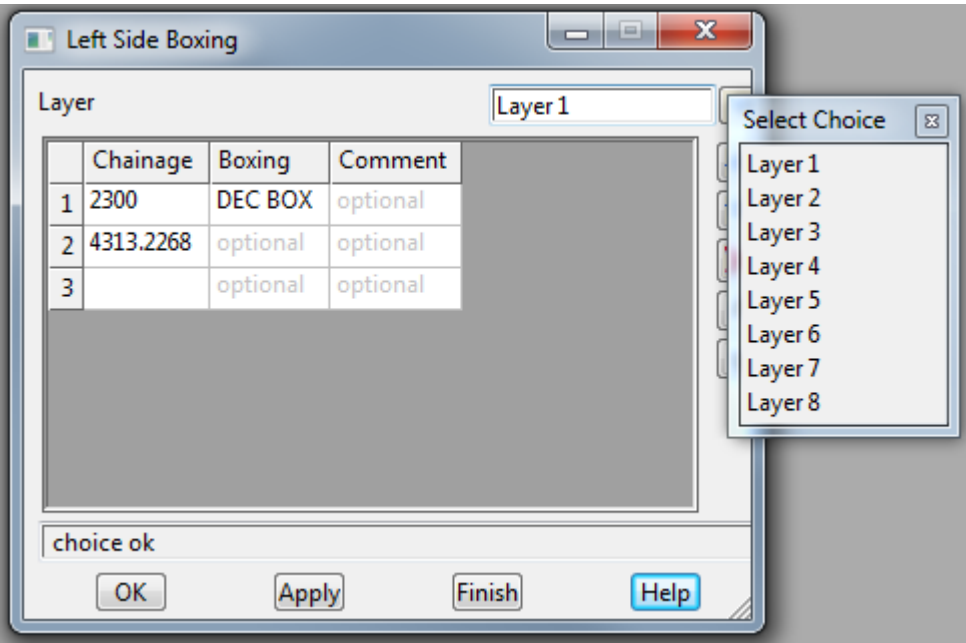 Left Side Boxing
Layer
Layer 1
Chainage Boxing Comment
1 2300 DEC BOX optional
2 4313.2268 optional optional
3 optional optional
choice ok
OK Apply Finish Help
Select Choice
Layer 1
Layer 2
Layer 3
Layer 4
Layer 5
Layer 6
Layer 7
Layer 8